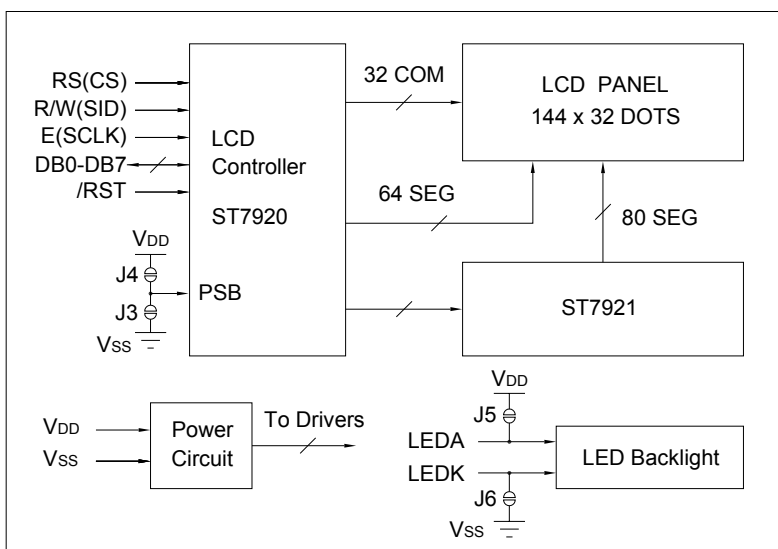 RS(CS)
R/W(SID)
E(SCLK)
DB0-DB7
/RST
VDD
J4
J3
VSS
LCD
Controller
ST7920
PSB
32 COM
64 SEG
80 SEG
LCD PANEL
144 x 32 DOTS
ST7921
VDD
VSS
Power
Circuit
To Drivers
VDD
J5
LEDA
LEDK
J6
VSS
LED Backlight